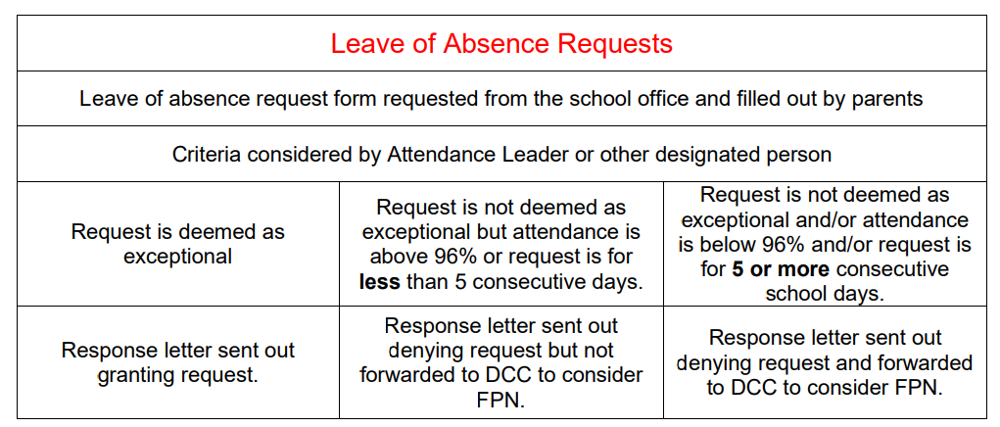 Leave of Absence Requests
Leave of absence request form requested from the school office and filled out by parents
Criteria considered by Attendance Leader or other designated person
Request is deemed as
exceptional
Request is not deemed as
exceptional but attendance is
above 96% or request is for
less than 5 consecutive days.
Request is not deemed as
exceptional and/or attendance
is below 96% and/or request is
for 5 or more consecutive
school days.
Response letter sent out
granting request.
Response letter sent out
denying request but not
forwarded to DCC to consider
FPN.
Response letter sent out
denying request and forwarded
to DCC to consider FPN.